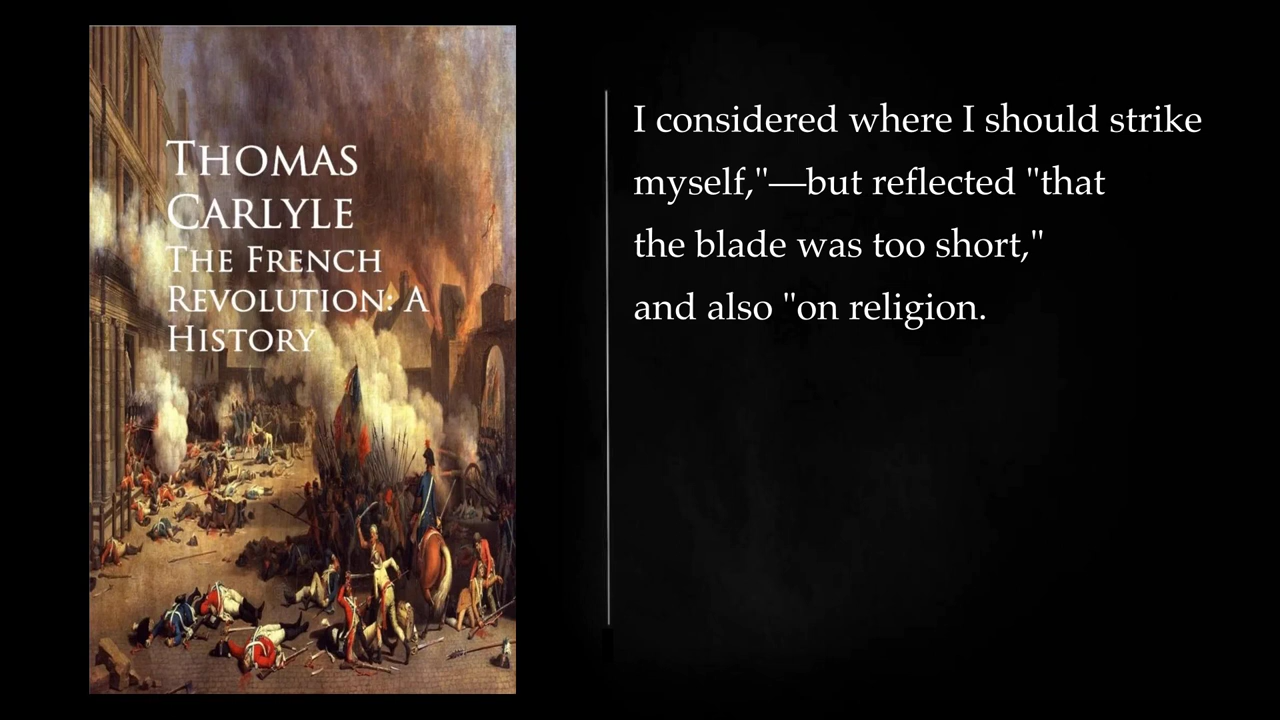 THOMAS
CARLYLE
THE FRENCH
REVOLUTION: A
HISTORY
I considered where I should strike
myself,"—but reflected "that
the blade was too short,"
and also "on religion.